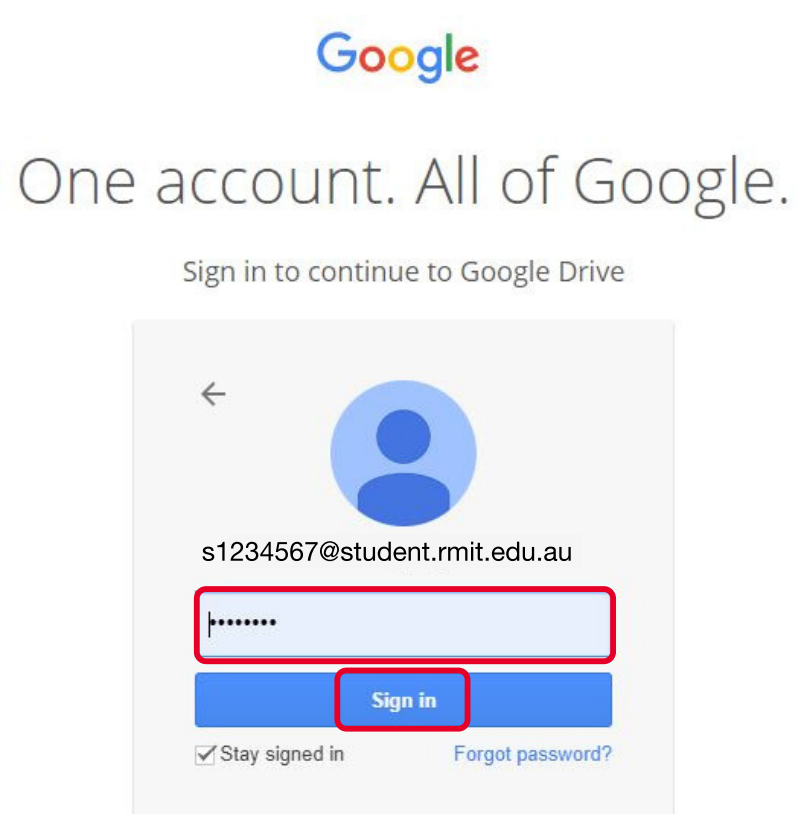 Google
One account. All of Google.
Sign in to continue to Google Drive
s1234567@student.rmit.edu.au
••••••••
Sign in
Stay signed in Forgot password?